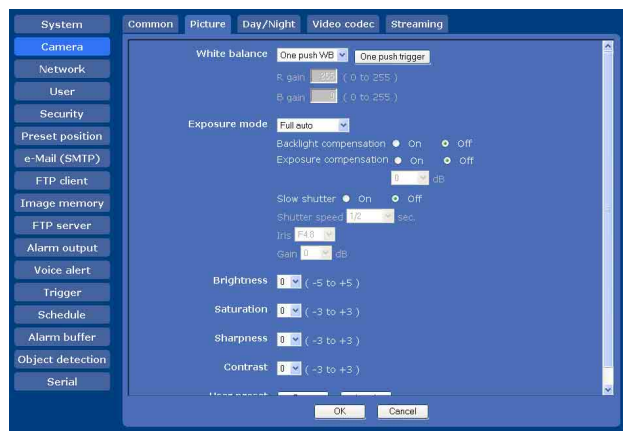 System
Camera
Network
User
Security
Preset position
e-Mail (SMTP)
FTP client
Image memory
FTP server
Alarm output
Voice alert
Trigger
Schedule
Alarm buffer
Object detection
Serial
Common Picture Day/Night Video codec Streaming
White balance One push WB One push trigger
R gain 255 ( 0 to 255 )
B gain 0 ( 0 to 255 )
Exposure mode Full auto
Backlight compensation On Off
Exposure compensation On Off
0 dB
Slow shutter On Off
Shutter speed 1/2 sec.
Iris F4.8
Gain 0 dB
Brightness 0 ( -5 to +5 )
Saturation 0 ( -3 to +3 )
Sharpness 0 ( -3 to +3 )
Contrast 0 ( -3 to +3 )
User preset
OK Cancel